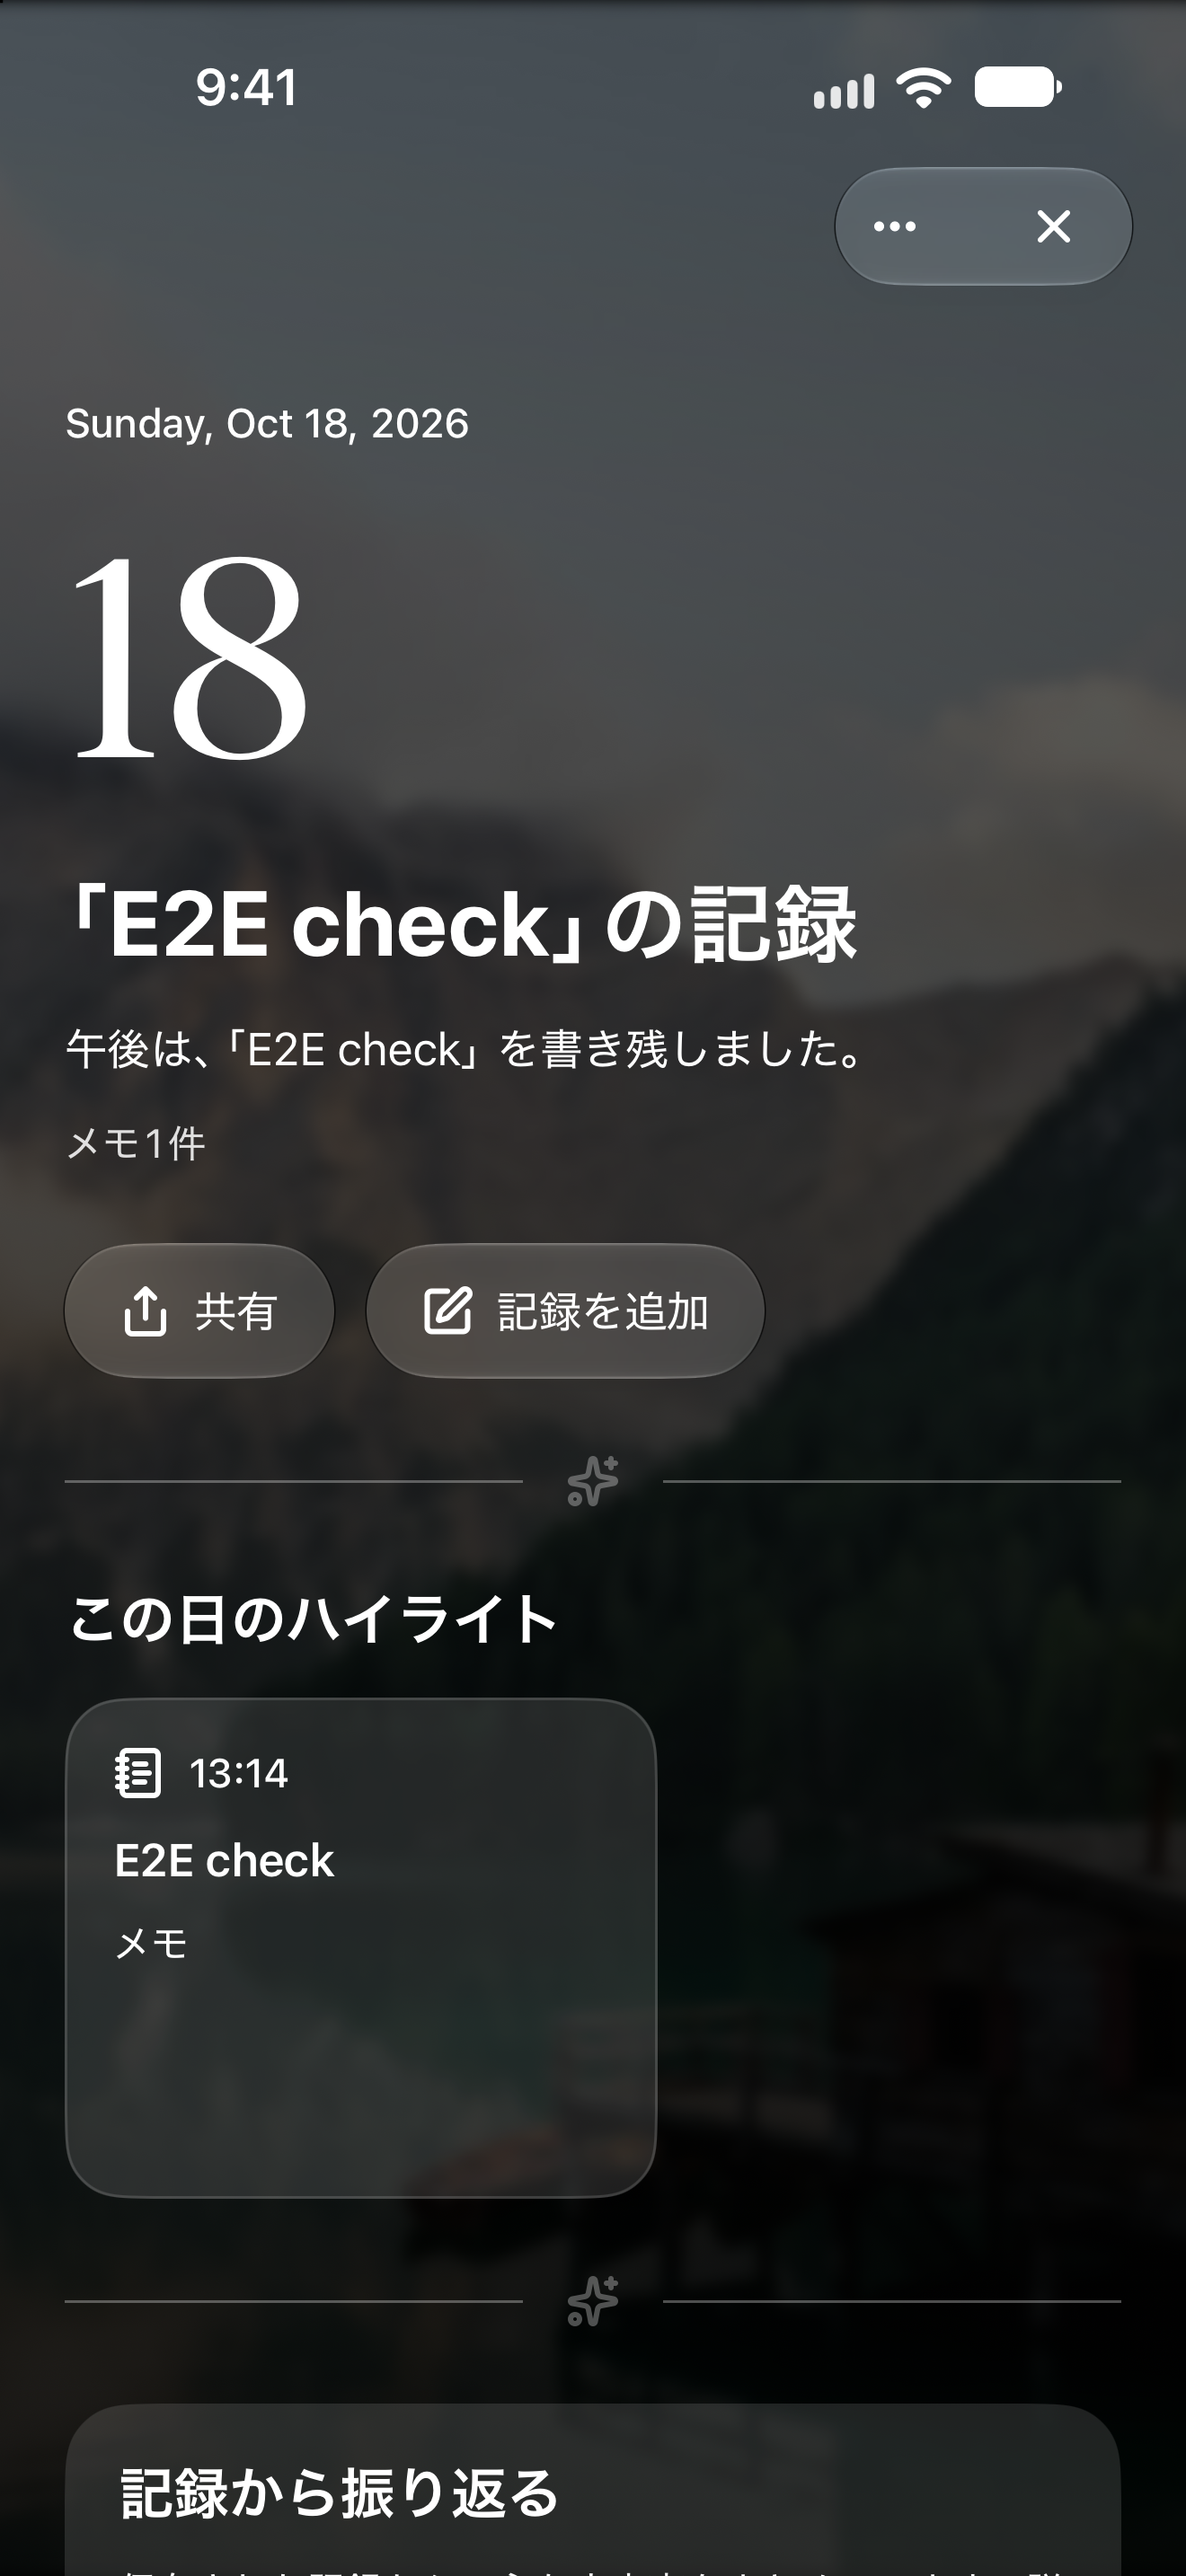 9:41
Sunday, Oct 18, 2026
18
「E2E check」の記録
午後は、「E2E check」を書き残しました。
メモ1件
共有
記録を追加
この日のハイライト
13:14
E2E check
メモ
記録から振り返る